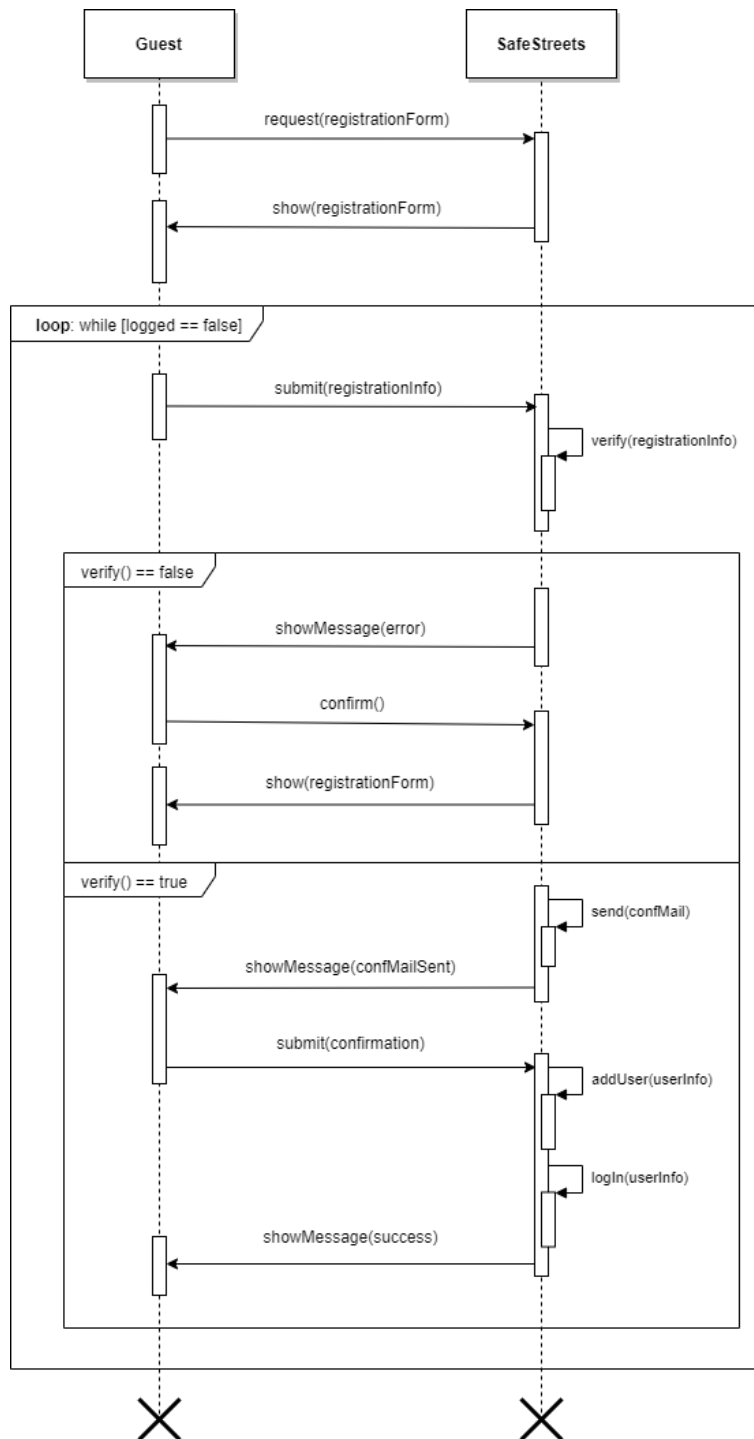 Guest
SafeStreets
request(registrationForm)
show(registrationForm)
loop: while [logged == false]
submit(registrationInfo)
verify(registrationInfo)
verify() == false
showMessage(error)
confirm()
show(registrationForm)
verify() == true
send(confMail)
showMessage(confMailSent)
submit(confirmation)
addUser(userInfo)
logIn(userInfo)
showMessage(success)